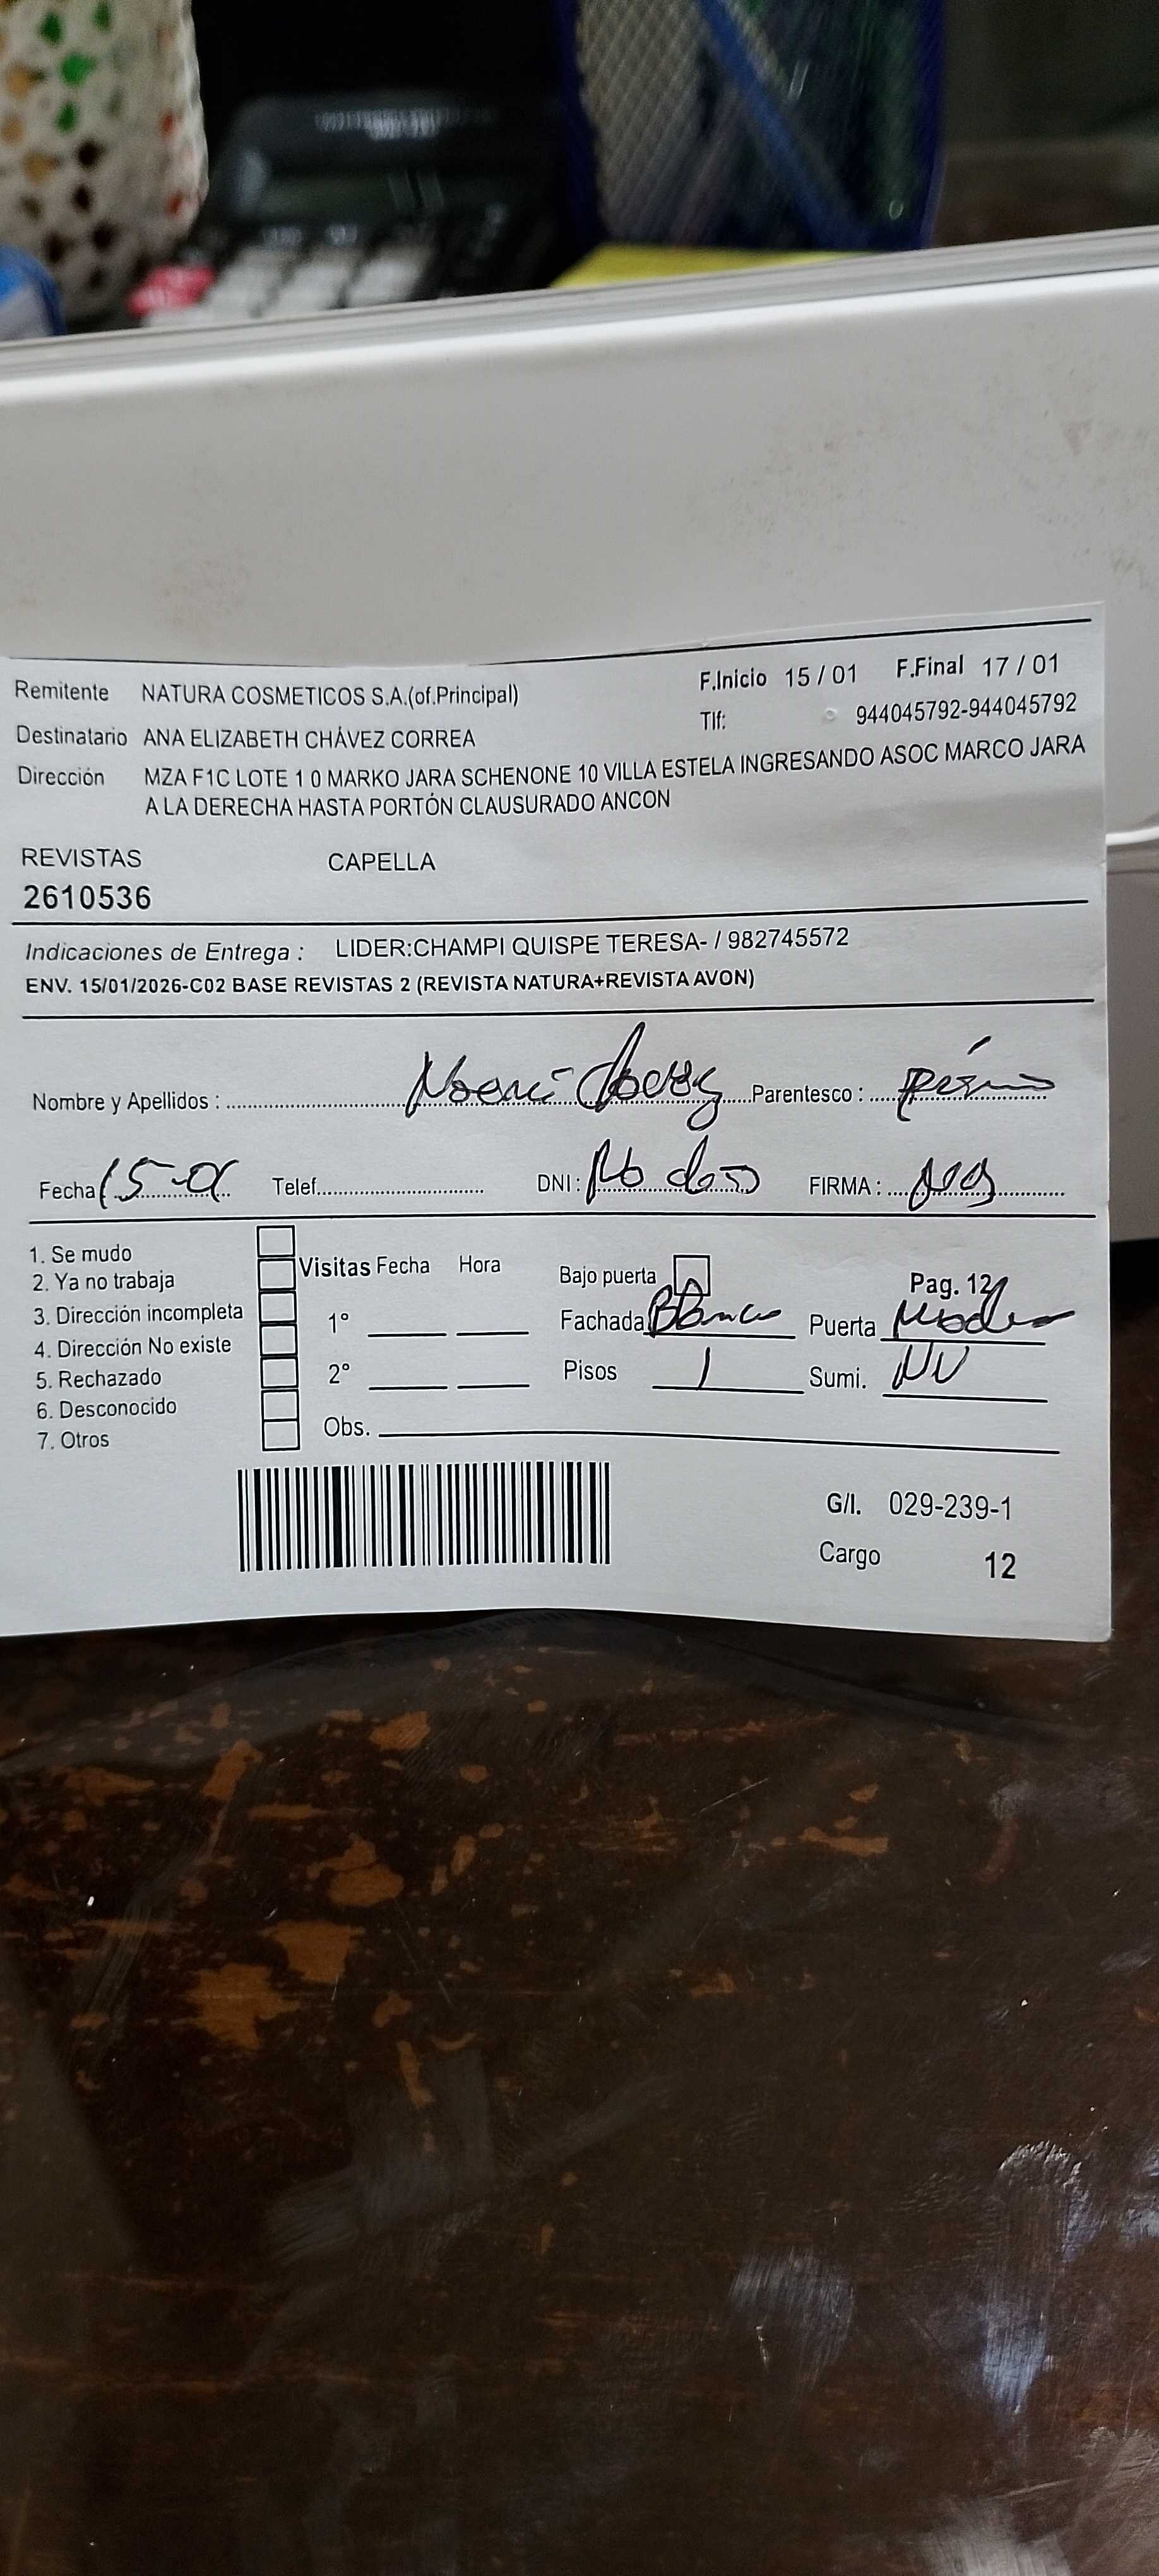 Remitente NATURA COSMETICOS S.A.(of.Principal) F.Inicio 15 / 01 F.Final 17 / 01
Tlf: 944045792-944045792
Destinatario ANA ELIZABETH CHÁVEZ CORREA
Dirección MZA F1C LOTE 1 0 MARKO JARA SCHENONE 10 VILLA ESTELA INGRESANDO ASOC MARCO JARA
A LA DERECHA HASTA PORTÓN CLAUSURADO ANCON
REVISTAS CAPELLA
2610536
Indicaciones de Entrega : LIDER:CHAMPI QUISPE TERESA- / 982745572
ENV. 15/01/2026-C02 BASE REVISTAS 2 (REVISTA NATURA+REVISTA AVON)
Nombre y Apellidos : Parentesco :
Fecha 15-01 Telef. DNI : No FIRMA :
1. Se mudo
2. Ya no trabaja Visitas Fecha Hora Bajo puerta Pag. 12
3. Dirección incompleta 1° Fachada Blanco Puerta
4. Dirección No existe
5. Rechazado 2° Pisos 1 Sumi. NV
6. Desconocido
7. Otros Obs.
G/I. 029-239-1
Cargo 12